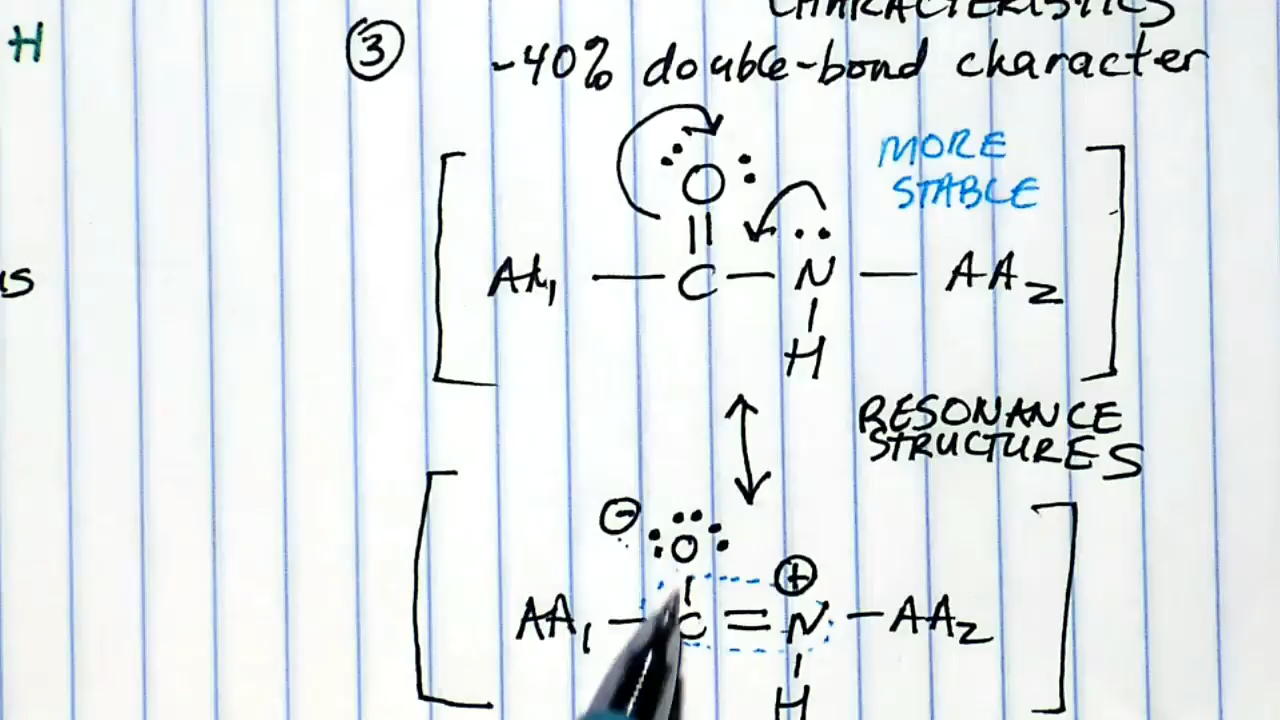 CHARACTERISTICS
H
③ ~40% double-bond character
MORE
STABLE
O
AA₁ — C — N — AA₂
H
RESONANCE
STRUCTURES
⊖
O
⊕
AA₁ — C = N — AA₂
H